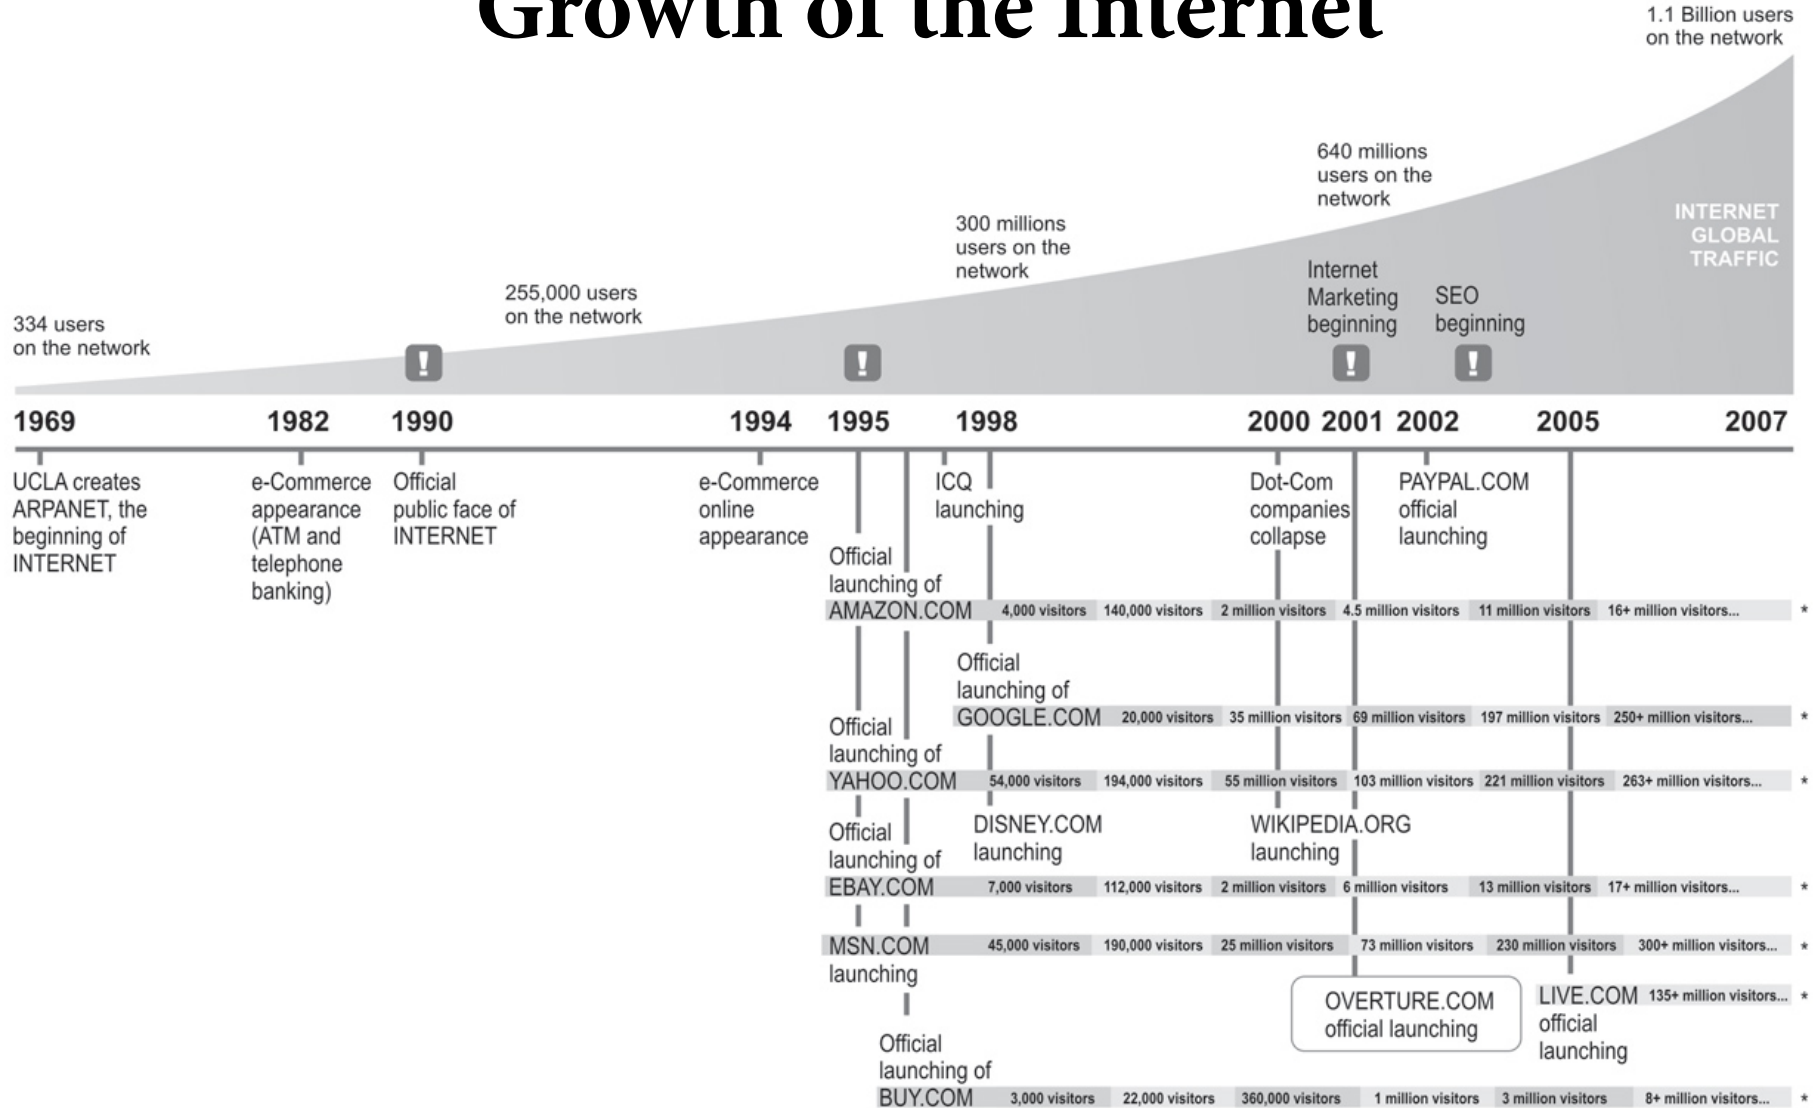 Growth of the Internet
1.1 Billion users
on the network
640 millions
users on the
network
300 millions
users on the
network
255,000 users
on the network
334 users
on the network
INTERNET
GLOBAL
TRAFFIC
Internet
Marketing
beginning
SEO
beginning
!
!
!
!
1969 1982 1990 1994 1995 1998 2000 2001 2002 2005 2007
UCLA creates
ARPANET, the
beginning of
INTERNET
e-Commerce
appearance
(ATM and
telephone
banking)
Official
public face of
INTERNET
e-Commerce
online
appearance
ICQ
launching
Dot-Com
companies
collapse
PAYPAL.COM
official
launching
Official
launching of
AMAZON.COM 4,000 visitors 140,000 visitors 2 million visitors 4.5 million visitors 11 million visitors 16+ million visitors... *
Official
launching of
GOOGLE.COM 20,000 visitors 35 million visitors 69 million visitors 197 million visitors 250+ million visitors... *
Official
launching of
YAHOO.COM 54,000 visitors 194,000 visitors 55 million visitors 103 million visitors 221 million visitors 263+ million visitors... *
DISNEY.COM
launching
WIKIPEDIA.ORG
launching
Official
launching of
EBAY.COM 7,000 visitors 112,000 visitors 2 million visitors 6 million visitors 13 million visitors 17+ million visitors... *
MSN.COM 45,000 visitors 190,000 visitors 25 million visitors 73 million visitors 230 million visitors 300+ million visitors... *
launching
OVERTURE.COM
official launching
LIVE.COM 135+ million visitors... *
official
launching
Official
launching of
BUY.COM 3,000 visitors 22,000 visitors 360,000 visitors 1 million visitors 3 million visitors 8+ million visitors... *